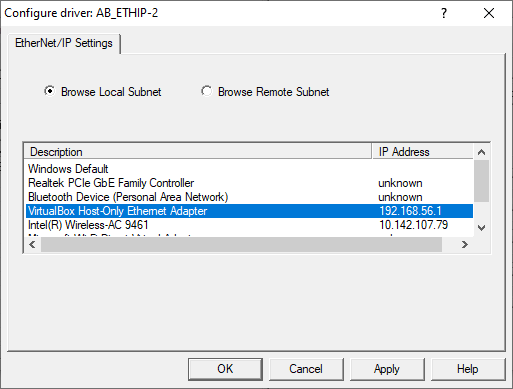 Configure driver: AB_ETHIP-2 ?
EtherNet/IP Settings
Browse Local Subnet Browse Remote Subnet
Description IP Address
Windows Default
Realtek PCIe GbE Family Controller unknown
Bluetooth Device (Personal Area Network) unknown
VirtualBox Host-Only Ethernet Adapter 192.168.56.1
Intel(R) Wireless-AC 9461 10.142.107.79
OK Cancel Apply Help